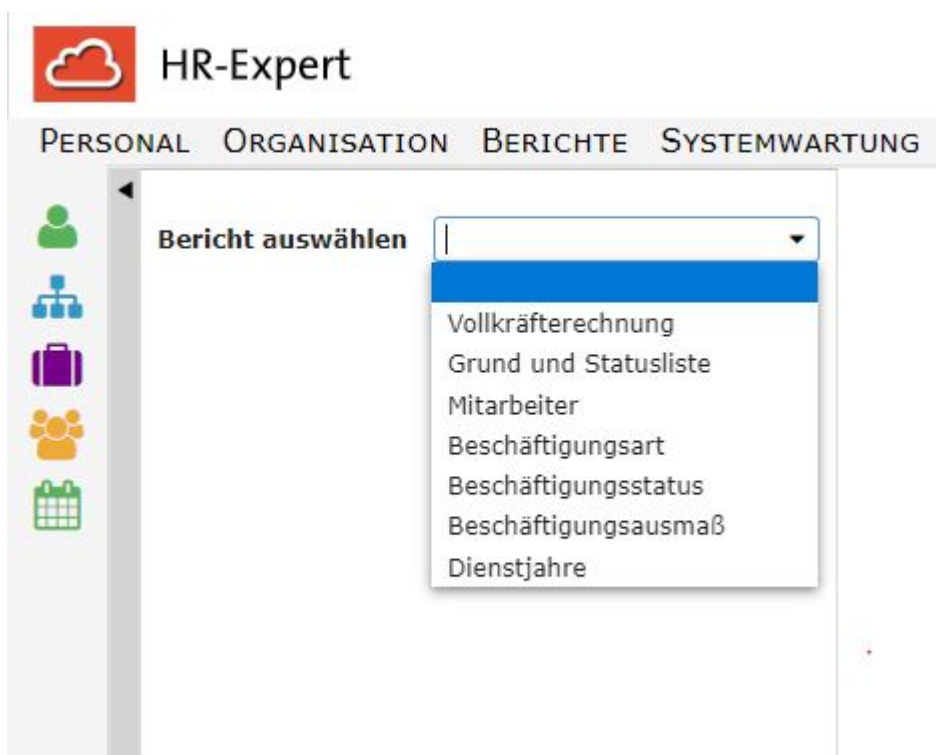 HR-Expert
PERSONAL ORGANISATION BERICHTE SYSTEMWARTUNG
Bericht auswählen
Vollkräfterechnung
Grund und Statusliste
Mitarbeiter
Beschäftigungsart
Beschäftigungsstatus
Beschäftigungsausmaß
Dienstjahre